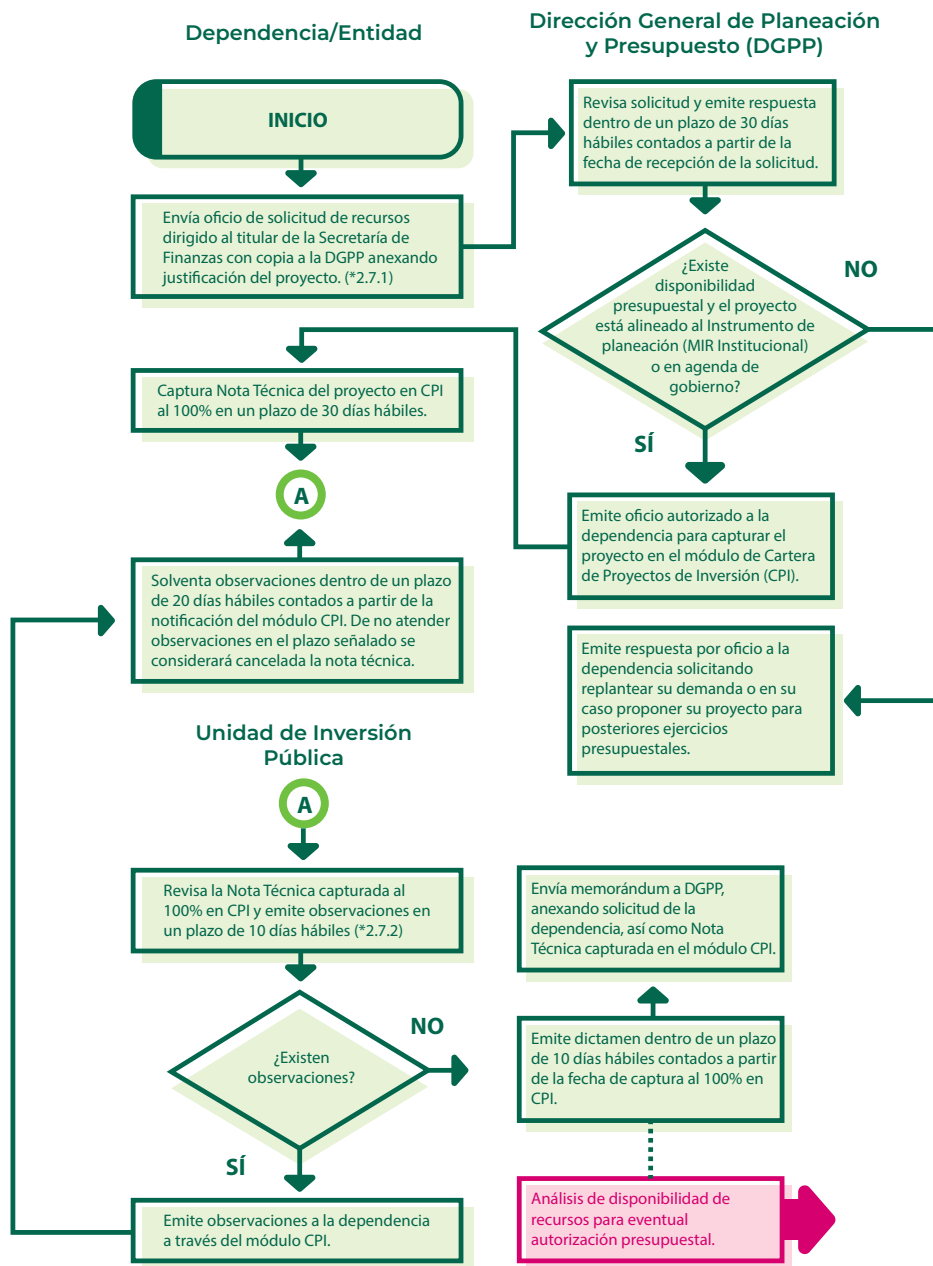 Dependencia/Entidad
Dirección General de Planeación
y Presupuesto (DGPP)
INICIO
Revisa solicitud y emite respuesta
dentro de un plazo de 30 días
hábiles contados a partir de la
fecha de recepción de la solicitud.
Envía oficio de solicitud de recursos
dirigido al titular de la Secretaría de
Finanzas con copia a la DGPP anexando
justificación del proyecto. (*2.7.1)
¿Existe
disponibilidad
presupuestal y el proyecto
está alineado al Instrumento de
planeación (MIR Institucional)
o en agenda de
gobierno?
NO
SÍ
Captura Nota Técnica del proyecto en CPI
al 100% en un plazo de 30 días hábiles.
A
Emite oficio autorizado a la
dependencia para capturar el
proyecto en el módulo de Cartera
de Proyectos de Inversión (CPI).
Solventa observaciones dentro de un plazo
de 20 días hábiles contados a partir de la
notificación del módulo CPI. De no atender
observaciones en el plazo señalado se
considerará cancelada la nota técnica.
Emite respuesta por oficio a la
dependencia solicitando
replantear su demanda o en su
caso proponer su proyecto para
posteriores ejercicios
presupuestales.
Unidad de Inversión
Pública
A
Revisa la Nota Técnica capturada al
100% en CPI y emite observaciones en
un plazo de 10 días hábiles (*2.7.2)
Envía memorándum a DGPP,
anexando solicitud de la
dependencia, así como Nota
Técnica capturada en el módulo CPI.
¿Existen
observaciones?
NO
SÍ
Emite dictamen dentro de un plazo
de 10 días hábiles contados a partir
de la fecha de captura al 100% en
CPI.
Emite observaciones a la dependencia
a través del módulo CPI.
Análisis de disponibilidad de
recursos para eventual
autorización presupuestal.